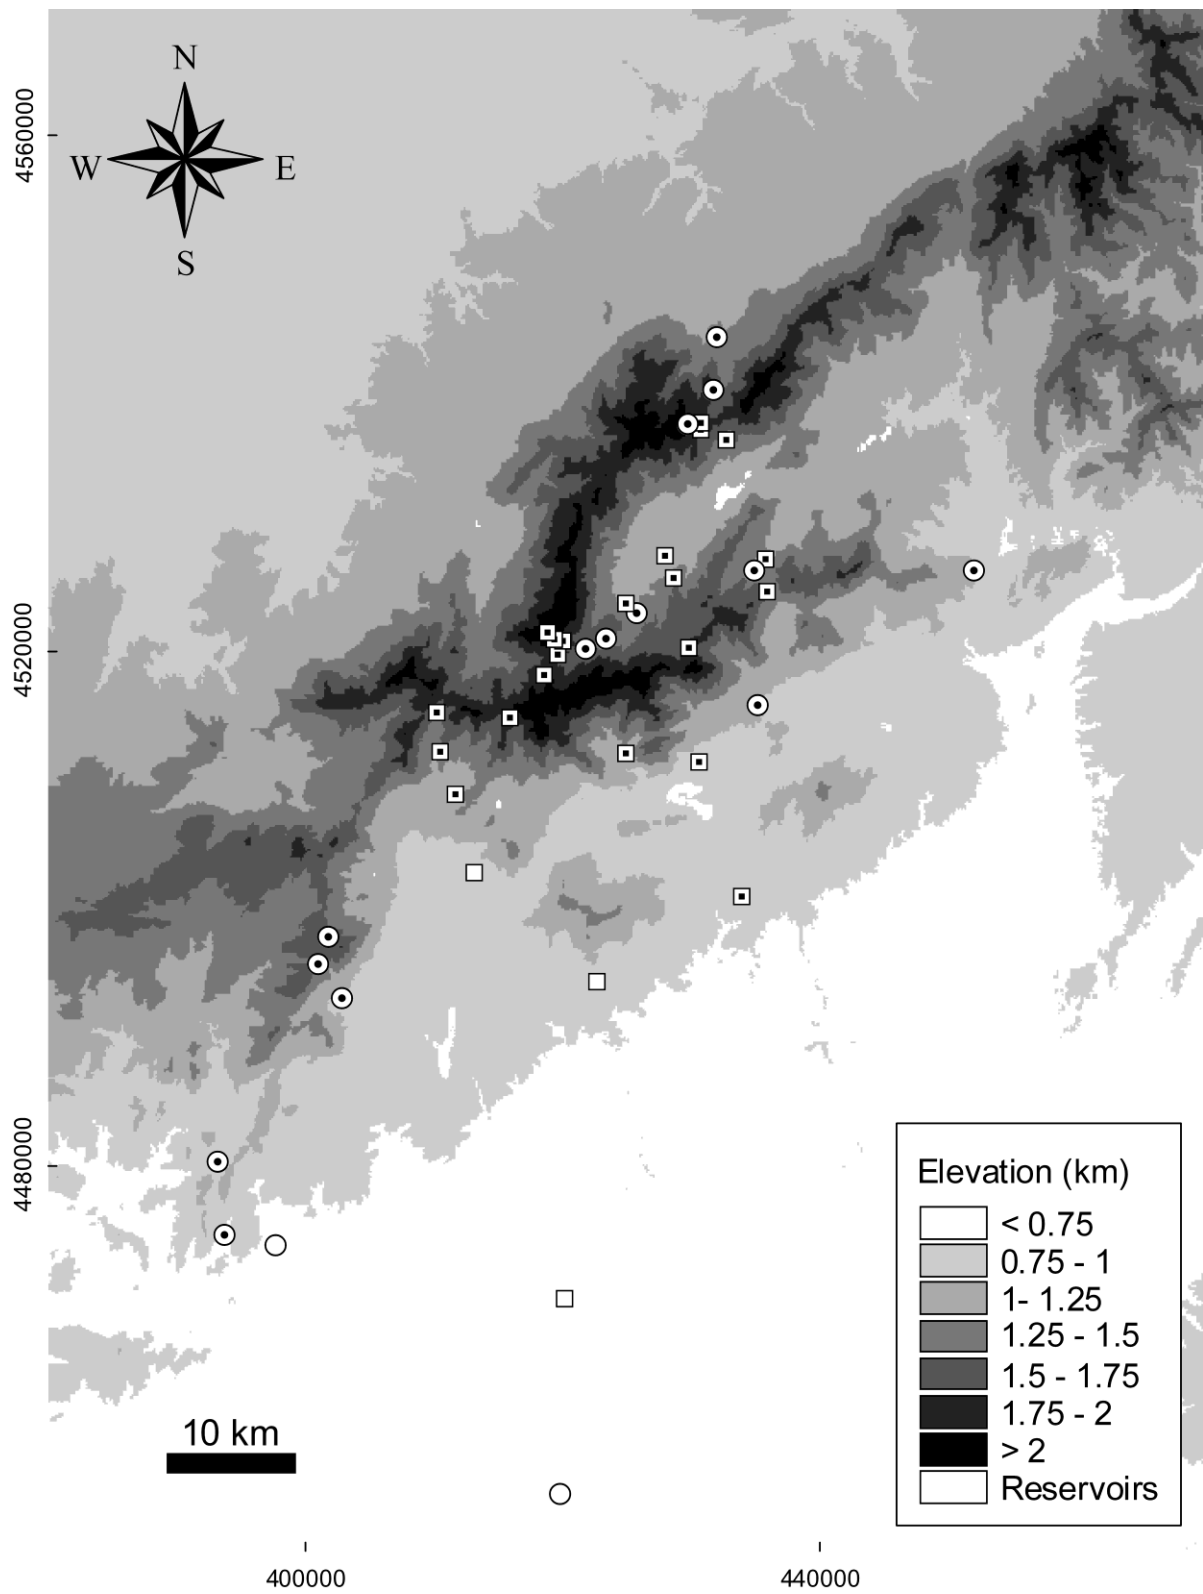 N
W E
S
4560000
4520000
4480000
Elevation (km)
< 0.75
0.75 - 1
1- 1.25
1.25 - 1.5
1.5 - 1.75
1.75 - 2
> 2
Reservoirs
10 km
400000 440000